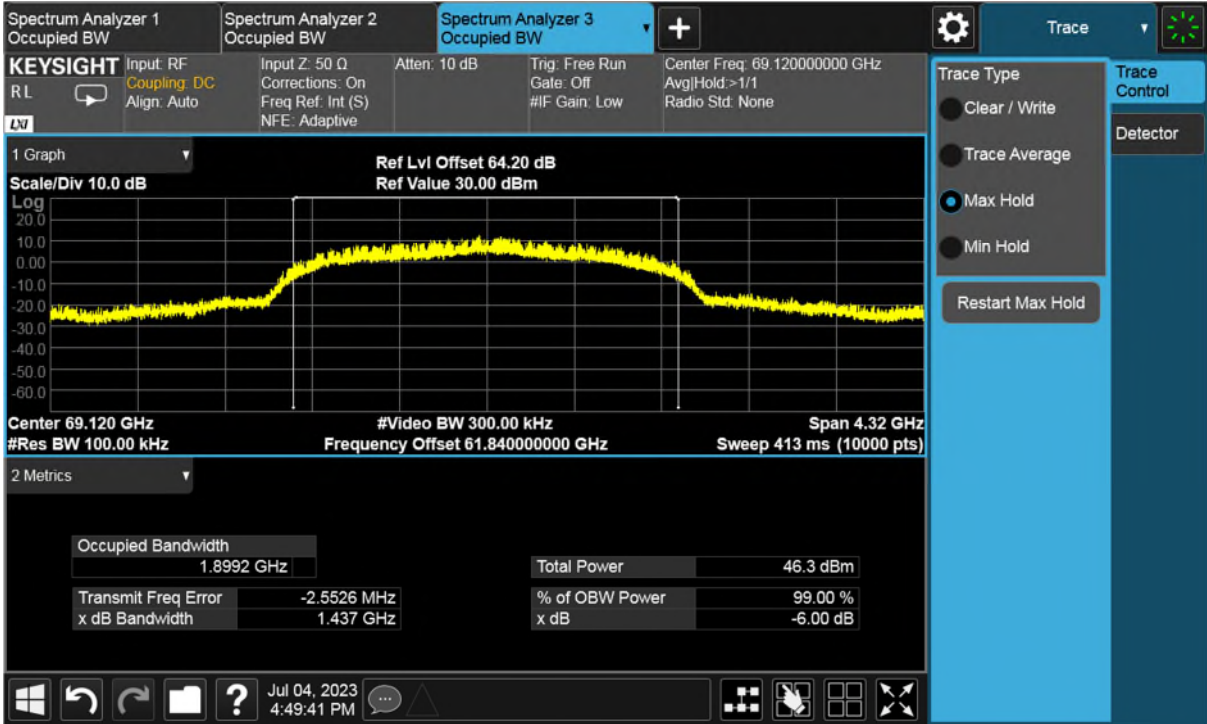 Spectrum Analyzer 1
Occupied BW
Spectrum Analyzer 2
Occupied BW
Spectrum Analyzer 3
Occupied BW
+
Trace
KEYSIGHT
RL
LXI
Input: RF
Coupling: DC
Align: Auto
Input Z: 50 Ω
Corrections: On
Freq Ref: Int (S)
NFE: Adaptive
Atten: 10 dB
Trig: Free Run
Gate: Off
#IF Gain: Low
Center Freq: 69.120000000 GHz
Avg|Hold:>1/1
Radio Std: None
Trace Type
Clear / Write
Trace Average
Max Hold
Min Hold
Restart Max Hold
Trace
Control
Detector
1 Graph
Scale/Div 10.0 dB
Ref Lvl Offset 64.20 dB
Ref Value 30.00 dBm
Log
20.0
10.0
0.00
-10.0
-20.0
-30.0
-40.0
-50.0
-60.0
Center 69.120 GHz
#Video BW 300.00 kHz
Span 4.32 GHz
#Res BW 100.00 kHz
Frequency Offset 61.840000000 GHz
Sweep 413 ms (10000 pts)
2 Metrics
Occupied Bandwidth
1.8992 GHz
Total Power 46.3 dBm
Transmit Freq Error -2.5526 MHz
% of OBW Power 99.00 %
x dB Bandwidth 1.437 GHz
x dB -6.00 dB
?
Jul 04, 2023
4:49:41 PM